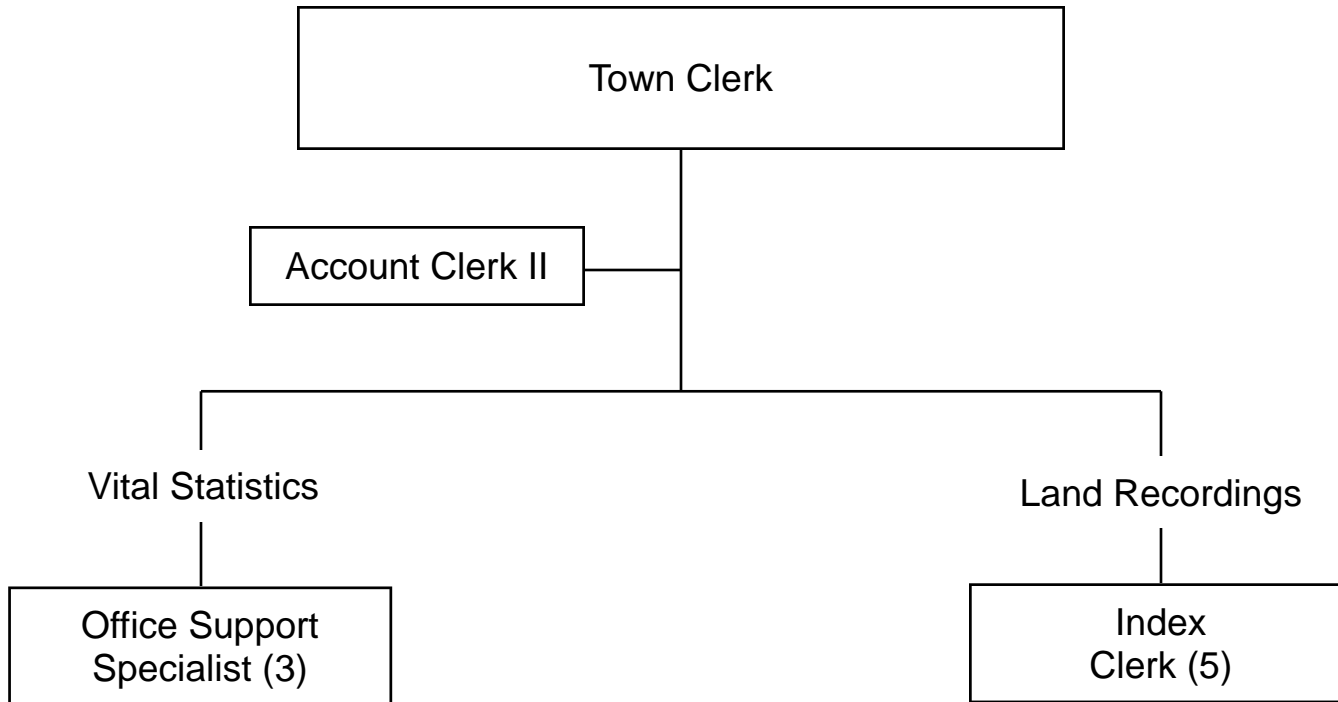 Town Clerk
Account Clerk II
Vital Statistics
Land Recordings
Office Support
Specialist (3)
Index
Clerk (5)